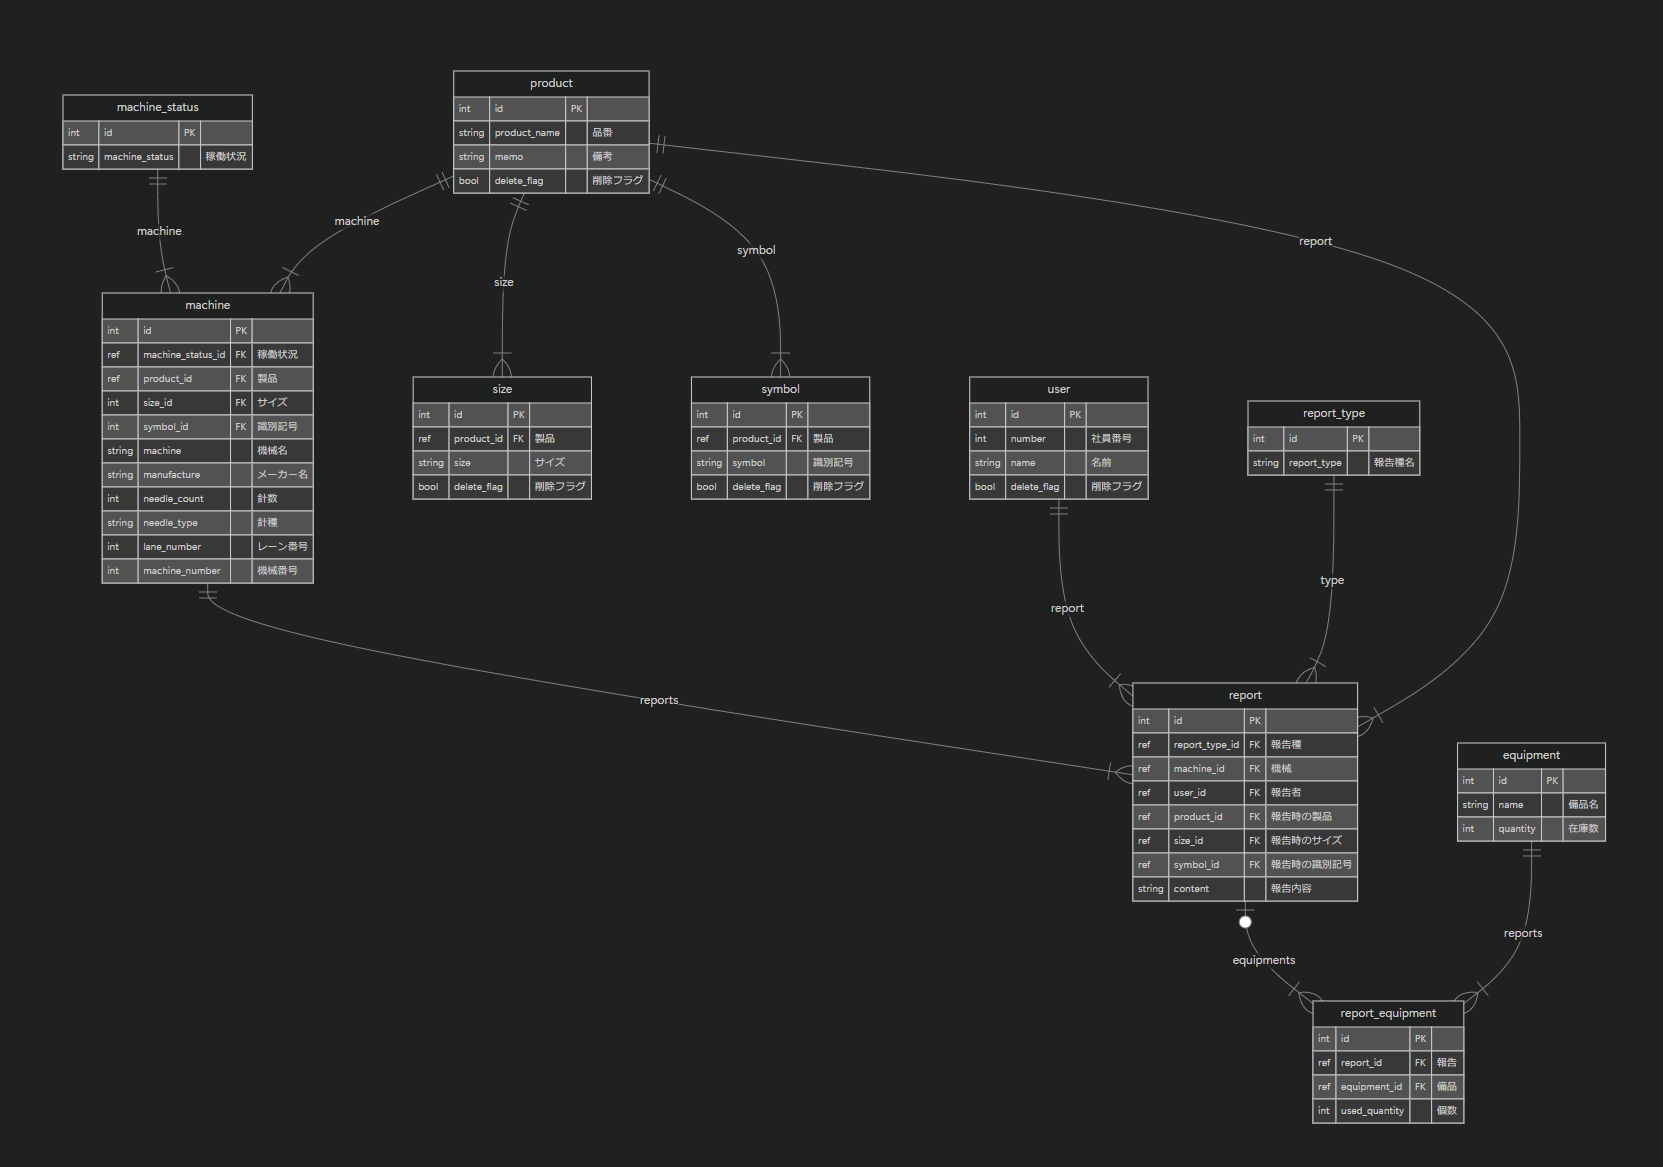 machine_status
int id PK
string machine_status 稼働状況
product
int id PK
string product_name 品番
string memo 備考
bool delete_flag 削除フラグ
machine
machine
size
symbol
report
machine
int id PK
ref machine_status_id FK 稼働状況
ref product_id FK 製品
int size_id FK サイズ
int symbol_id FK 識別記号
string machine 機械名
string manufacture メーカー名
int needle_count 針数
string needle_type 針種
int lane_number レーン番号
int machine_number 機械番号
size
int id PK
ref product_id FK 製品
string size サイズ
bool delete_flag 削除フラグ
symbol
int id PK
ref product_id FK 製品
string symbol 識別記号
bool delete_flag 削除フラグ
user
int id PK
int number 社員番号
string name 名前
bool delete_flag 削除フラグ
report_type
int id PK
string report_type 報告種名
type
report
reports
report
int id PK
ref report_type_id FK 報告種
ref machine_id FK 機械
ref user_id FK 報告者
ref product_id FK 報告時の製品
ref size_id FK 報告時のサイズ
ref symbol_id FK 報告時の識別記号
string content 報告内容
equipment
int id PK
string name 備品名
int quantity 在庫数
equipments
reports
report_equipment
int id PK
ref report_id FK 報告
ref equipment_id FK 備品
int used_quantity 個数